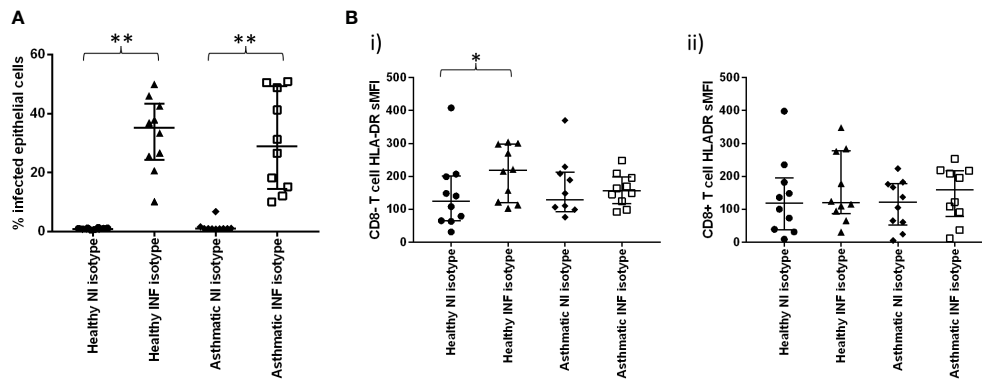 A
B
i)
ii)
**
**
*
% infected epithelial cells
60
40
20
0
Healthy NI isotype
Healthy INF isotype
Asthmatic NI isotype
Asthmatic INF isotype
CD8- T cell HLA-DR sMFI
500
400
300
200
100
0
Healthy NI isotype
Healthy INF isotype
Asthmatic NI isotype
Asthmatic INF isotype
CD8+ T cell HLADR sMFI
500
400
300
200
100
0
Healthy NI isotype
Healthy INF isotype
Asthmatic NI isotype
Asthmatic INF isotype